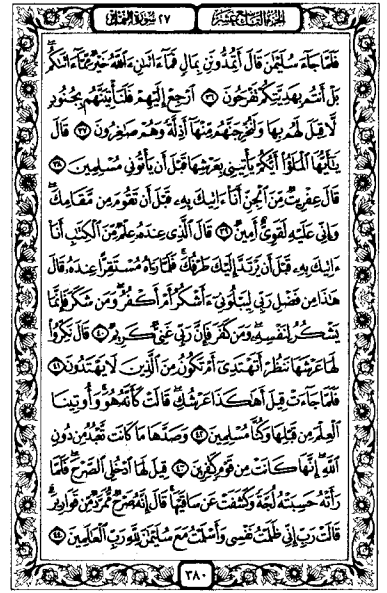 الجزء التاسع عشر
٢٧ سورة النمل
فَلَمَّا جَآءَ سُلَيْمَٰنَ قَالَ أَتُمِدُّونَنِ بِمَالٍ فَمَآ ءَاتَىٰنِۦَ ٱللَّهُ خَيْرٌ مِّمَّآ ءَاتَىٰكُم
بَلْ أَنتُم بِهَدِيَّتِكُمْ تَفْرَحُونَ ٣٦ ٱرْجِعْ إِلَيْهِمْ فَلَنَأْتِيَنَّهُم بِجُنُودٍ
لَّا قِبَلَ لَهُم بِهَا وَلَنُخْرِجَنَّهُم مِّنْهَآ أَذِلَّةً وَهُمْ صَٰغِرُونَ ٣٧ قَالَ
يَٰٓأَيُّهَا ٱلْمَلَؤُا۟ أَيُّكُمْ يَأْتِينِى بِعَرْشِهَا قَبْلَ أَن يَأْتُونِى مُسْلِمِينَ ٣٨
قَالَ عِفْرِيتٌ مِّنَ ٱلْجِنِّ أَنَا۠ ءَاتِيكَ بِهِۦ قَبْلَ أَن تَقُومَ مِن مَّقَامِكَ
وَإِنِّى عَلَيْهِ لَقَوِىٌّ أَمِينٌ ٣٩ قَالَ ٱلَّذِى عِندَهُۥ عِلْمٌ مِّنَ ٱلْكِتَٰبِ أَنَا۠
ءَاتِيكَ بِهِۦ قَبْلَ أَن يَرْتَدَّ إِلَيْكَ طَرْفُكَ فَلَمَّا رَءَاهُ مُسْتَقِرًّا عِندَهُۥ قَالَ
هَٰذَا مِن فَضْلِ رَبِّى لِيَبْلُوَنِىٓ ءَأَشْكُرُ أَمْ أَكْفُرُ وَمَن شَكَرَ فَإِنَّمَا
يَشْكُرُ لِنَفْسِهِۦ وَمَن كَفَرَ فَإِنَّ رَبِّى غَنِىٌّ كَرِيمٌ ٤٠ قَالَ نَكِّرُوا۟
لَهَا عَرْشَهَا نَنظُرْ أَتَهْتَدِىٓ أَمْ تَكُونُ مِنَ ٱلَّذِينَ لَا يَهْتَدُونَ ٤١
فَلَمَّا جَآءَتْ قِيلَ أَهَٰكَذَا عَرْشُكِ قَالَتْ كَأَنَّهُۥ هُوَ وَأُوتِينَا
ٱلْعِلْمَ مِن قَبْلِهَا وَكُنَّا مُسْلِمِينَ ٤٢ وَصَدَّهَا مَا كَانَت تَّعْبُدُ مِن دُونِ
ٱللَّهِ إِنَّهَا كَانَتْ مِن قَوْمٍ كَٰفِرِينَ ٤٣ قِيلَ لَهَا ٱدْخُلِى ٱلصَّرْحَ فَلَمَّا
رَأَتْهُ حَسِبَتْهُ لُجَّةً وَكَشَفَتْ عَن سَاقَيْهَا قَالَ إِنَّهُۥ صَرْحٌ مُّمَرَّدٌ مِّن قَوَارِيرَ
قَالَتْ رَبِّ إِنِّى ظَلَمْتُ نَفْسِى وَأَسْلَمْتُ مَعَ سُلَيْمَٰنَ لِلَّهِ رَبِّ ٱلْعَٰلَمِينَ ٤٤
٣٨٠